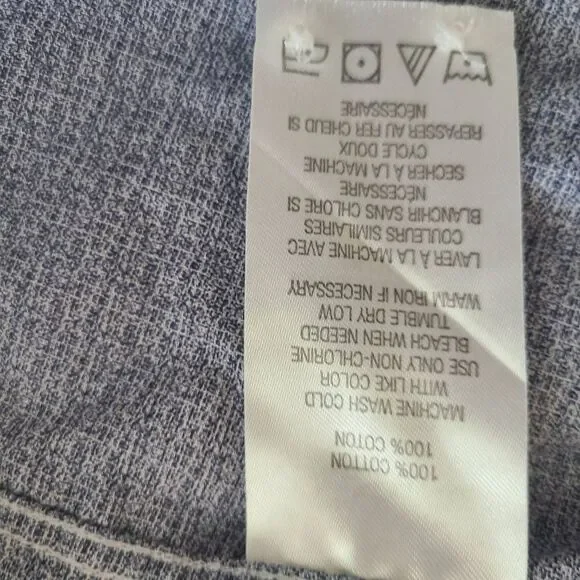 100% COTTON
100% COTON
MACHINE WASH COLD
WITH LIKE COLOR
USE ONLY NON-CHLORINE
BLEACH WHEN NEEDED
TUMBLE DRY LOW
WARM IRON IF NECESSARY
LAVER À LA MACHINE AVEC
COULEURS SIMILAIRES
BLANCHIR SANS CHLORE SI
NÉCESSAIRE
SECHER À LA MACHINE
CYCLE DOUX
REPASSER AU FER CHEUD SI
NÉCESSAIRE